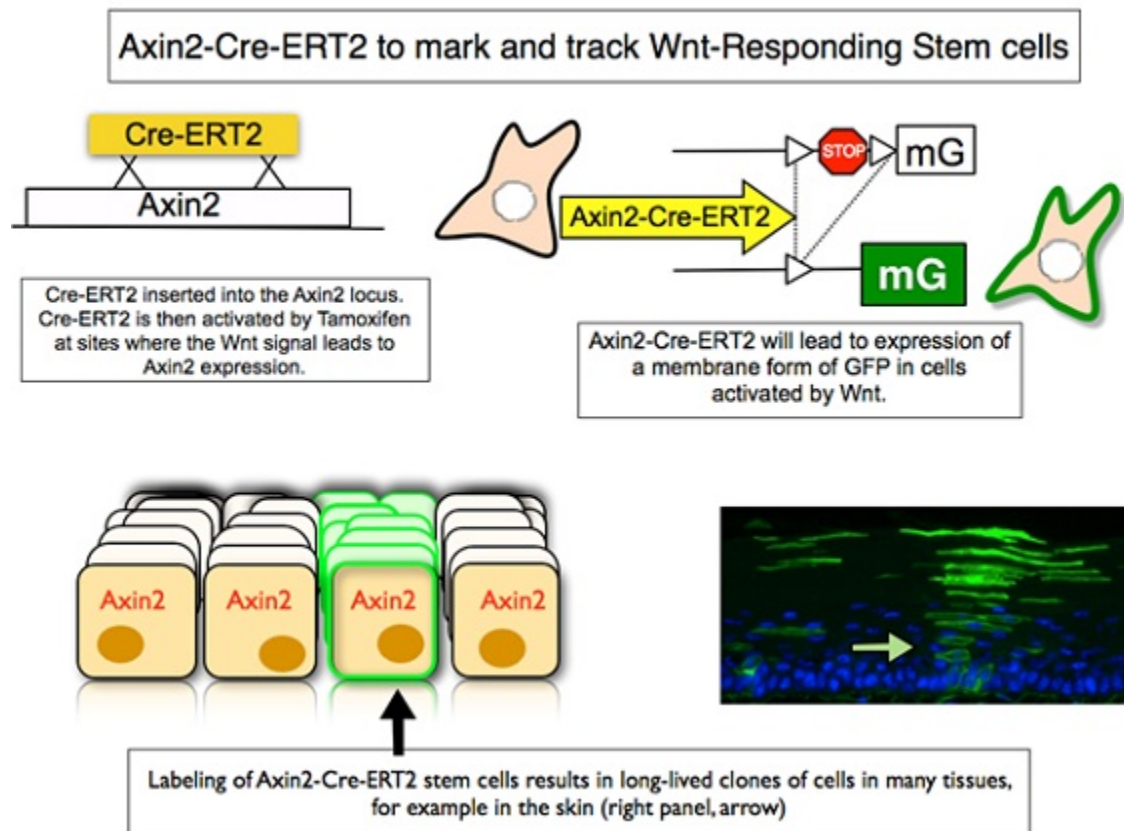 Axin2-Cre-ERT2 to mark and track Wnt-Responding Stem cells
Cre-ERT2
Axin2
Cre-ERT2 inserted into the Axin2 locus.
Cre-ERT2 is then activated by Tamoxifen
at sites where the Wnt signal leads to
Axin2 expression.
STOP
mG
Axin2-Cre-ERT2
mG
Axin2-Cre-ERT2 will lead to expression of
a membrane form of GFP in cells
activated by Wnt.
Axin2 Axin2 Axin2 Axin2
Labeling of Axin2-Cre-ERT2 stem cells results in long-lived clones of cells in many tissues,
for example in the skin (right panel, arrow)